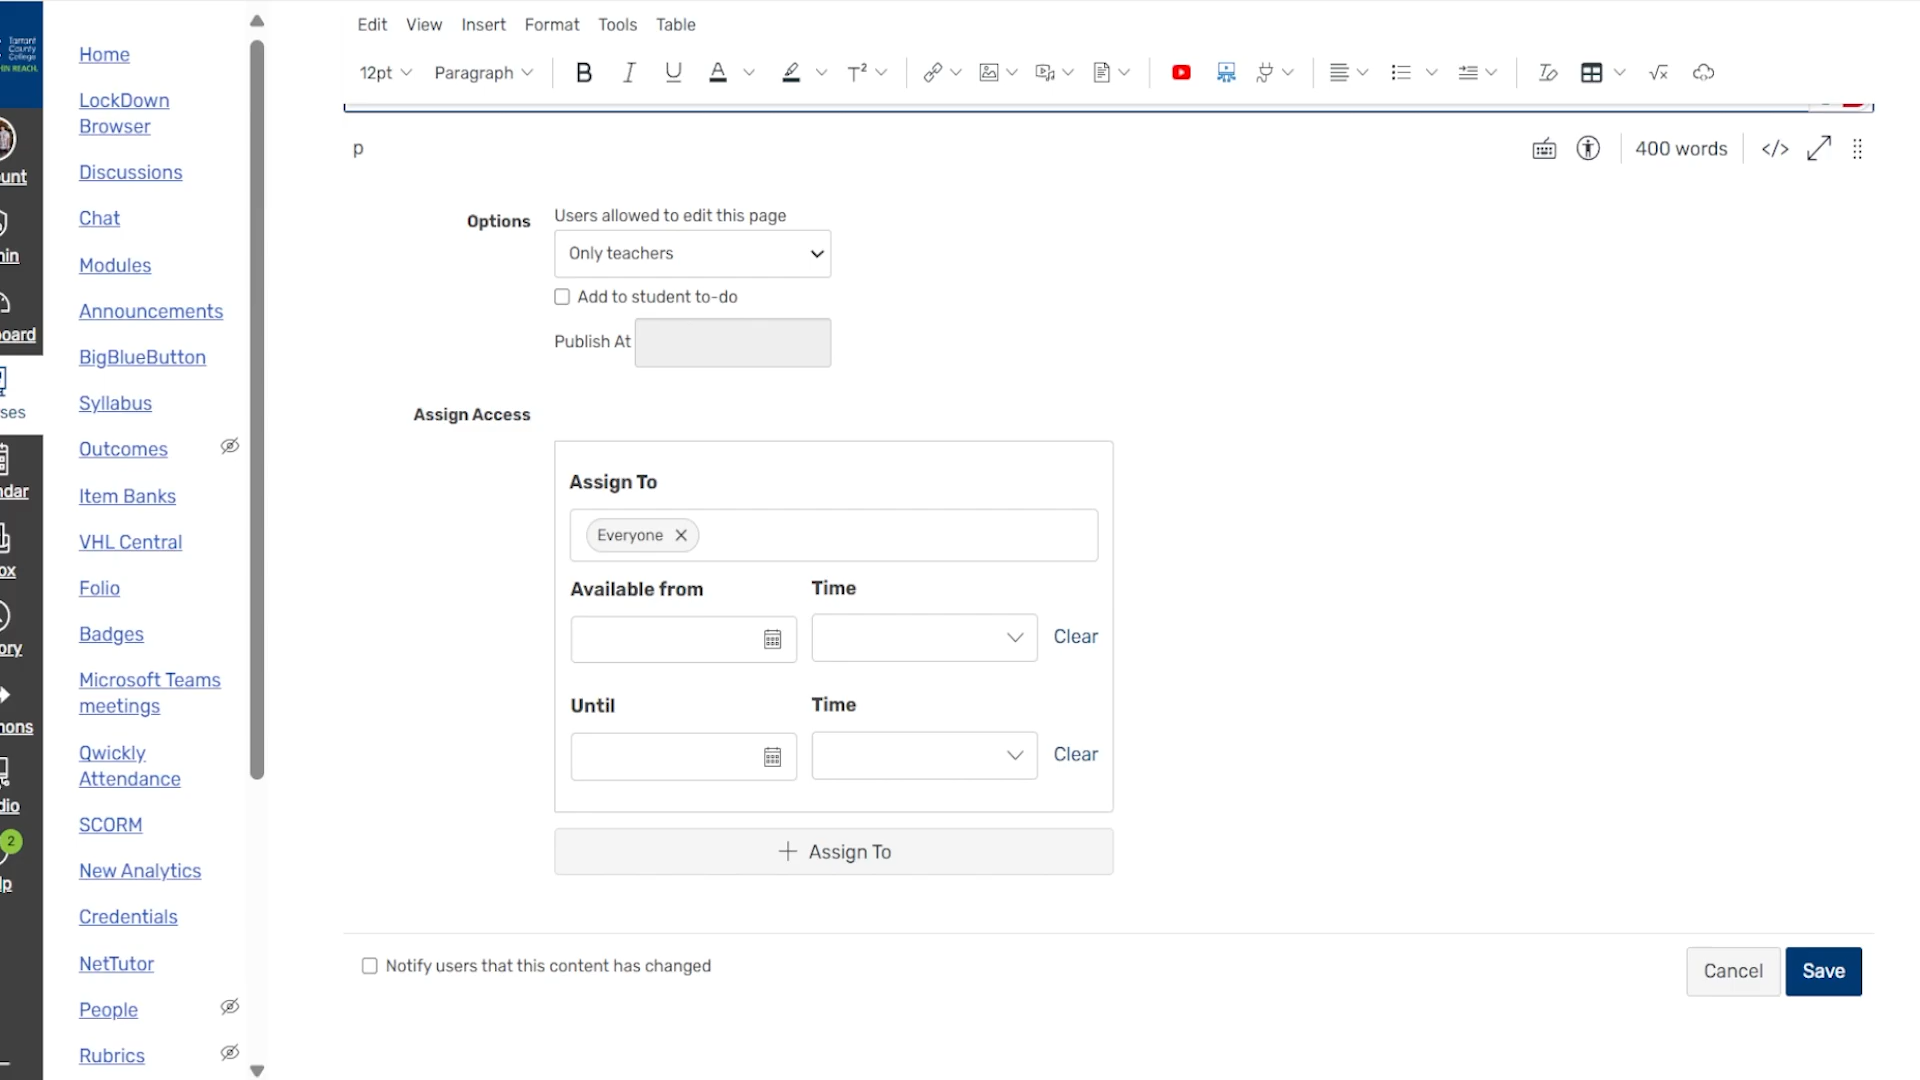 Tarrant
County
College
Home
LockDown
Browser
Discussions
Chat
Modules
Announcements
BigBlueButton
Syllabus
Outcomes
Item Banks
VHL Central
Folio
Badges
Microsoft Teams
meetings
Qwickly
Attendance
SCORM
New Analytics
Credentials
NetTutor
People
Rubrics
2
Edit View Insert Format Tools Table
12pt Paragraph
p
400 words </>
Options
Users allowed to edit this page
Only teachers
Add to student to-do
Publish At
Assign Access
Assign To
Everyone
Available from Time
Clear
Until Time
Clear
+ Assign To
Notify users that this content has changed
Cancel Save